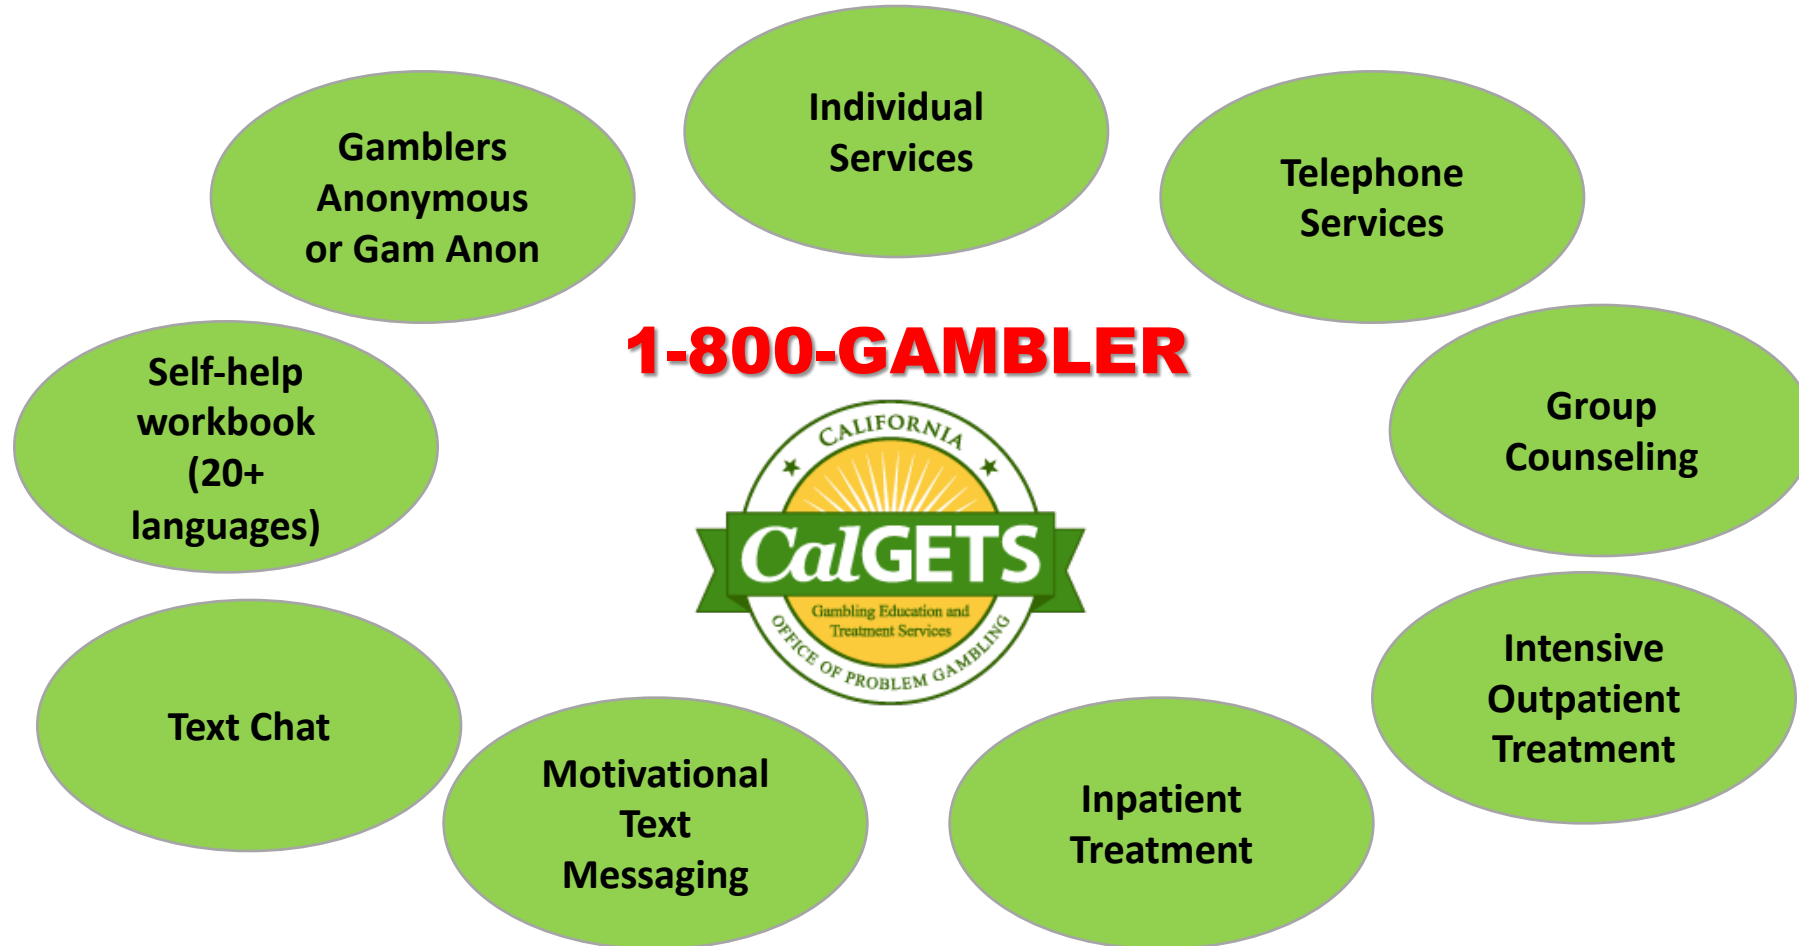 Individual
Services
Gamblers
Anonymous
or Gam Anon
Telephone
Services
1-800-GAMBLER
Self-help
workbook
(20+
languages)
Group
Counseling
CALIFORNIA
CalGETS
Gambling Education and
Treatment Services
OFFICE OF PROBLEM GAMBLING
Text Chat
Intensive
Outpatient
Treatment
Motivational
Text
Messaging
Inpatient
Treatment